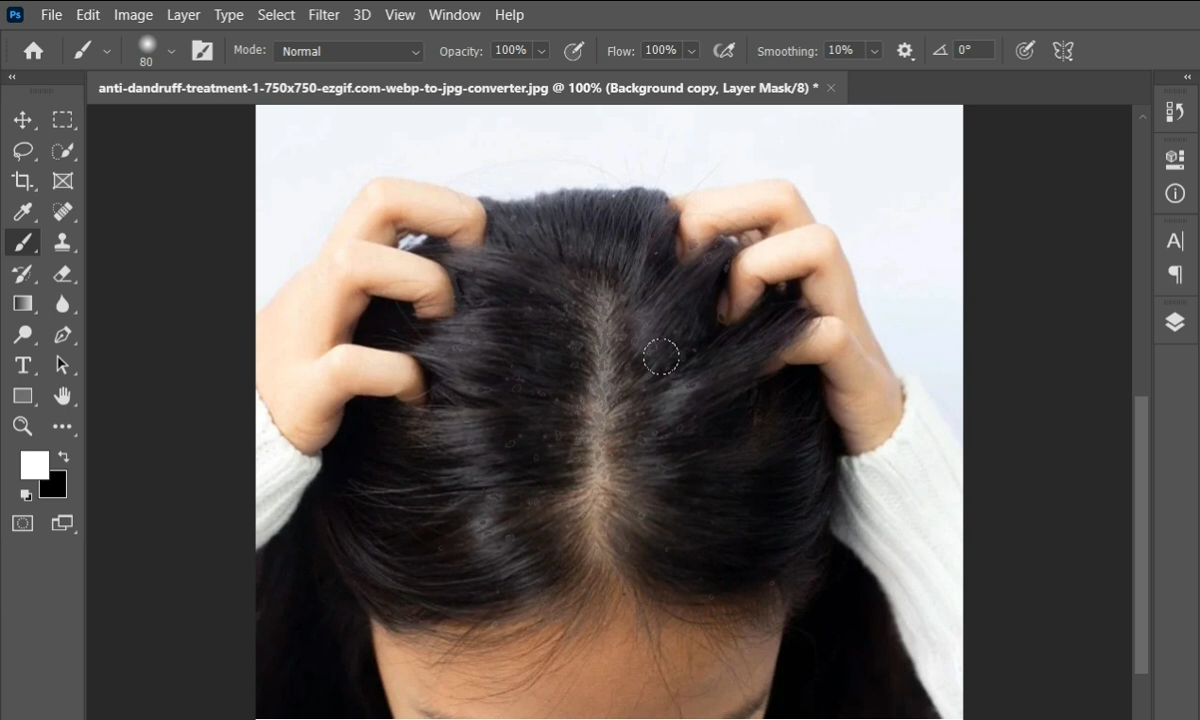 Ps File Edit Image Layer Type Select Filter 3D View Window Help
80 Mode: Normal Opacity: 100% Flow: 100% Smoothing: 10% 0°
anti-dandruff-treatment-1-750x750-ezgif.com-webp-to-jpg-converter.jpg @ 100% (Background copy, Layer Mask/8) * ×